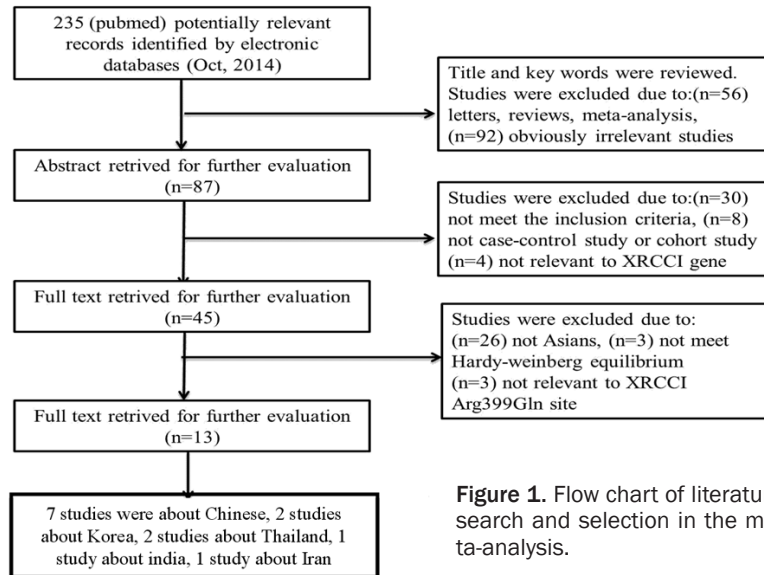 235 (pubmed) potentially relevant
records identified by electronic
databases (Oct, 2014)
Title and key words were reviewed.
Studies were excluded due to:(n=56)
letters, reviews, meta-analysis,
(n=92) obviously irrelevant studies
Abstract retrived for further evaluation
(n=87)
Studies were excluded due to:(n=30)
not meet the inclusion criteria, (n=8)
not case-control study or cohort study
(n=4) not relevant to XRCCI gene
Full text retrived for further evaluation
(n=45)
Studies were excluded due to:
(n=26) not Asians, (n=3) not meet
Hardy-weinberg equilibrium
(n=3) not relevant to XRCCI
Arg399Gln site
Full text retrived for further evaluation
(n=13)
7 studies were about Chinese, 2 studies
about Korea, 2 studies about Thailand, 1
study about india, 1 study about Iran
Figure 1. Flow chart of literatu
search and selection in the m
ta-analysis.